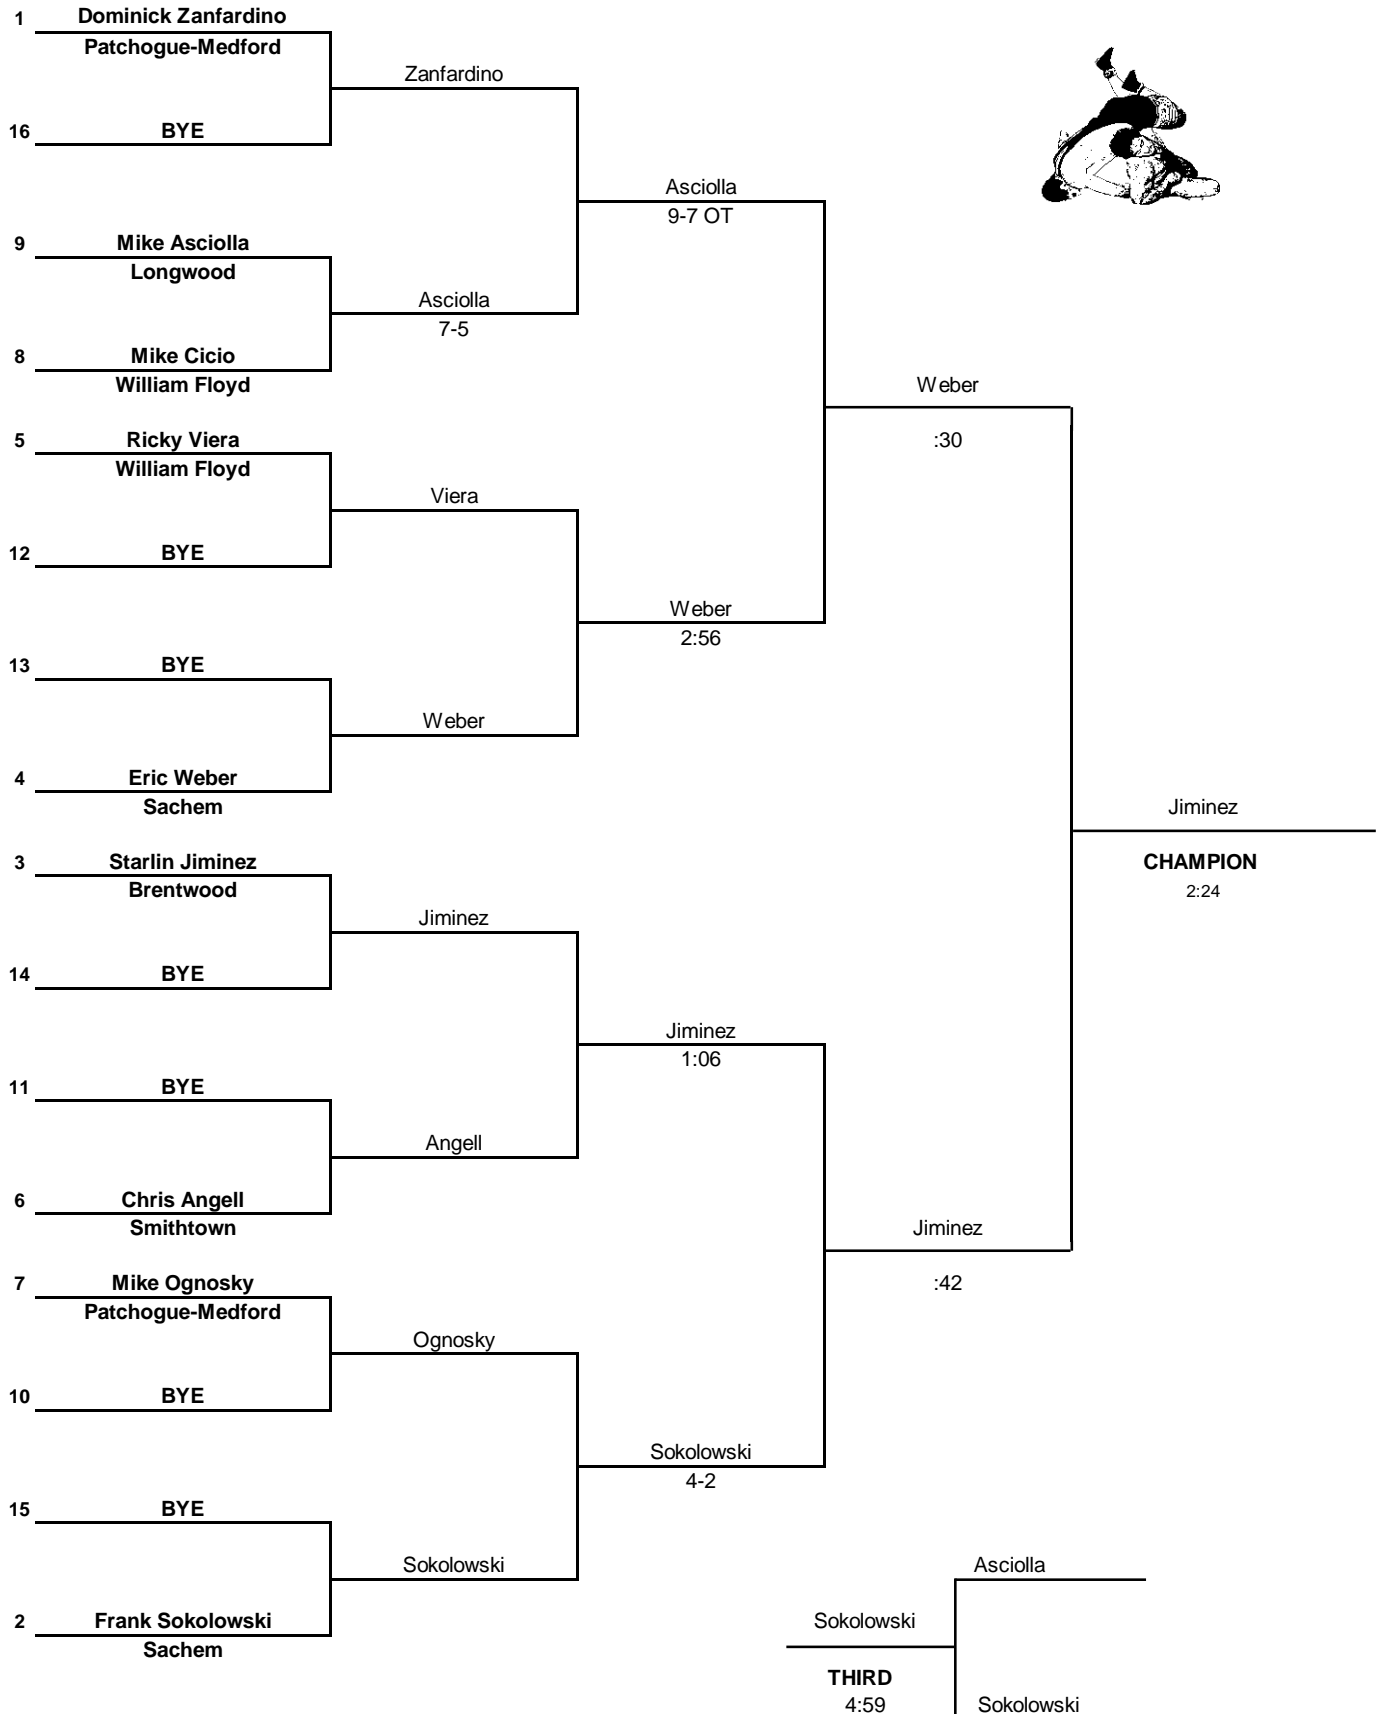 1 Dominick Zanfardino
Patchogue-Medford
Zanfardino
16 BYE
Asciolla
9-7 OT
9 Mike Asciolla
Longwood
Asciolla
7-5
8 Mike Cicio
William Floyd
Weber
:30
5 Ricky Viera
William Floyd
Viera
12 BYE
Weber
2:56
13 BYE
Weber
4 Eric Weber
Sachem
Jiminez
CHAMPION
2:24
3 Starlin Jiminez
Brentwood
Jiminez
14 BYE
Jiminez
1:06
11 BYE
Angell
6 Chris Angell
Smithtown
Jiminez
:42
7 Mike Ognosky
Patchogue-Medford
Ognosky
10 BYE
Sokolowski
4-2
15 BYE
Sokolowski
Asciolla
2 Frank Sokolowski
Sachem
Sokolowski
THIRD
4:59
Sokolowski